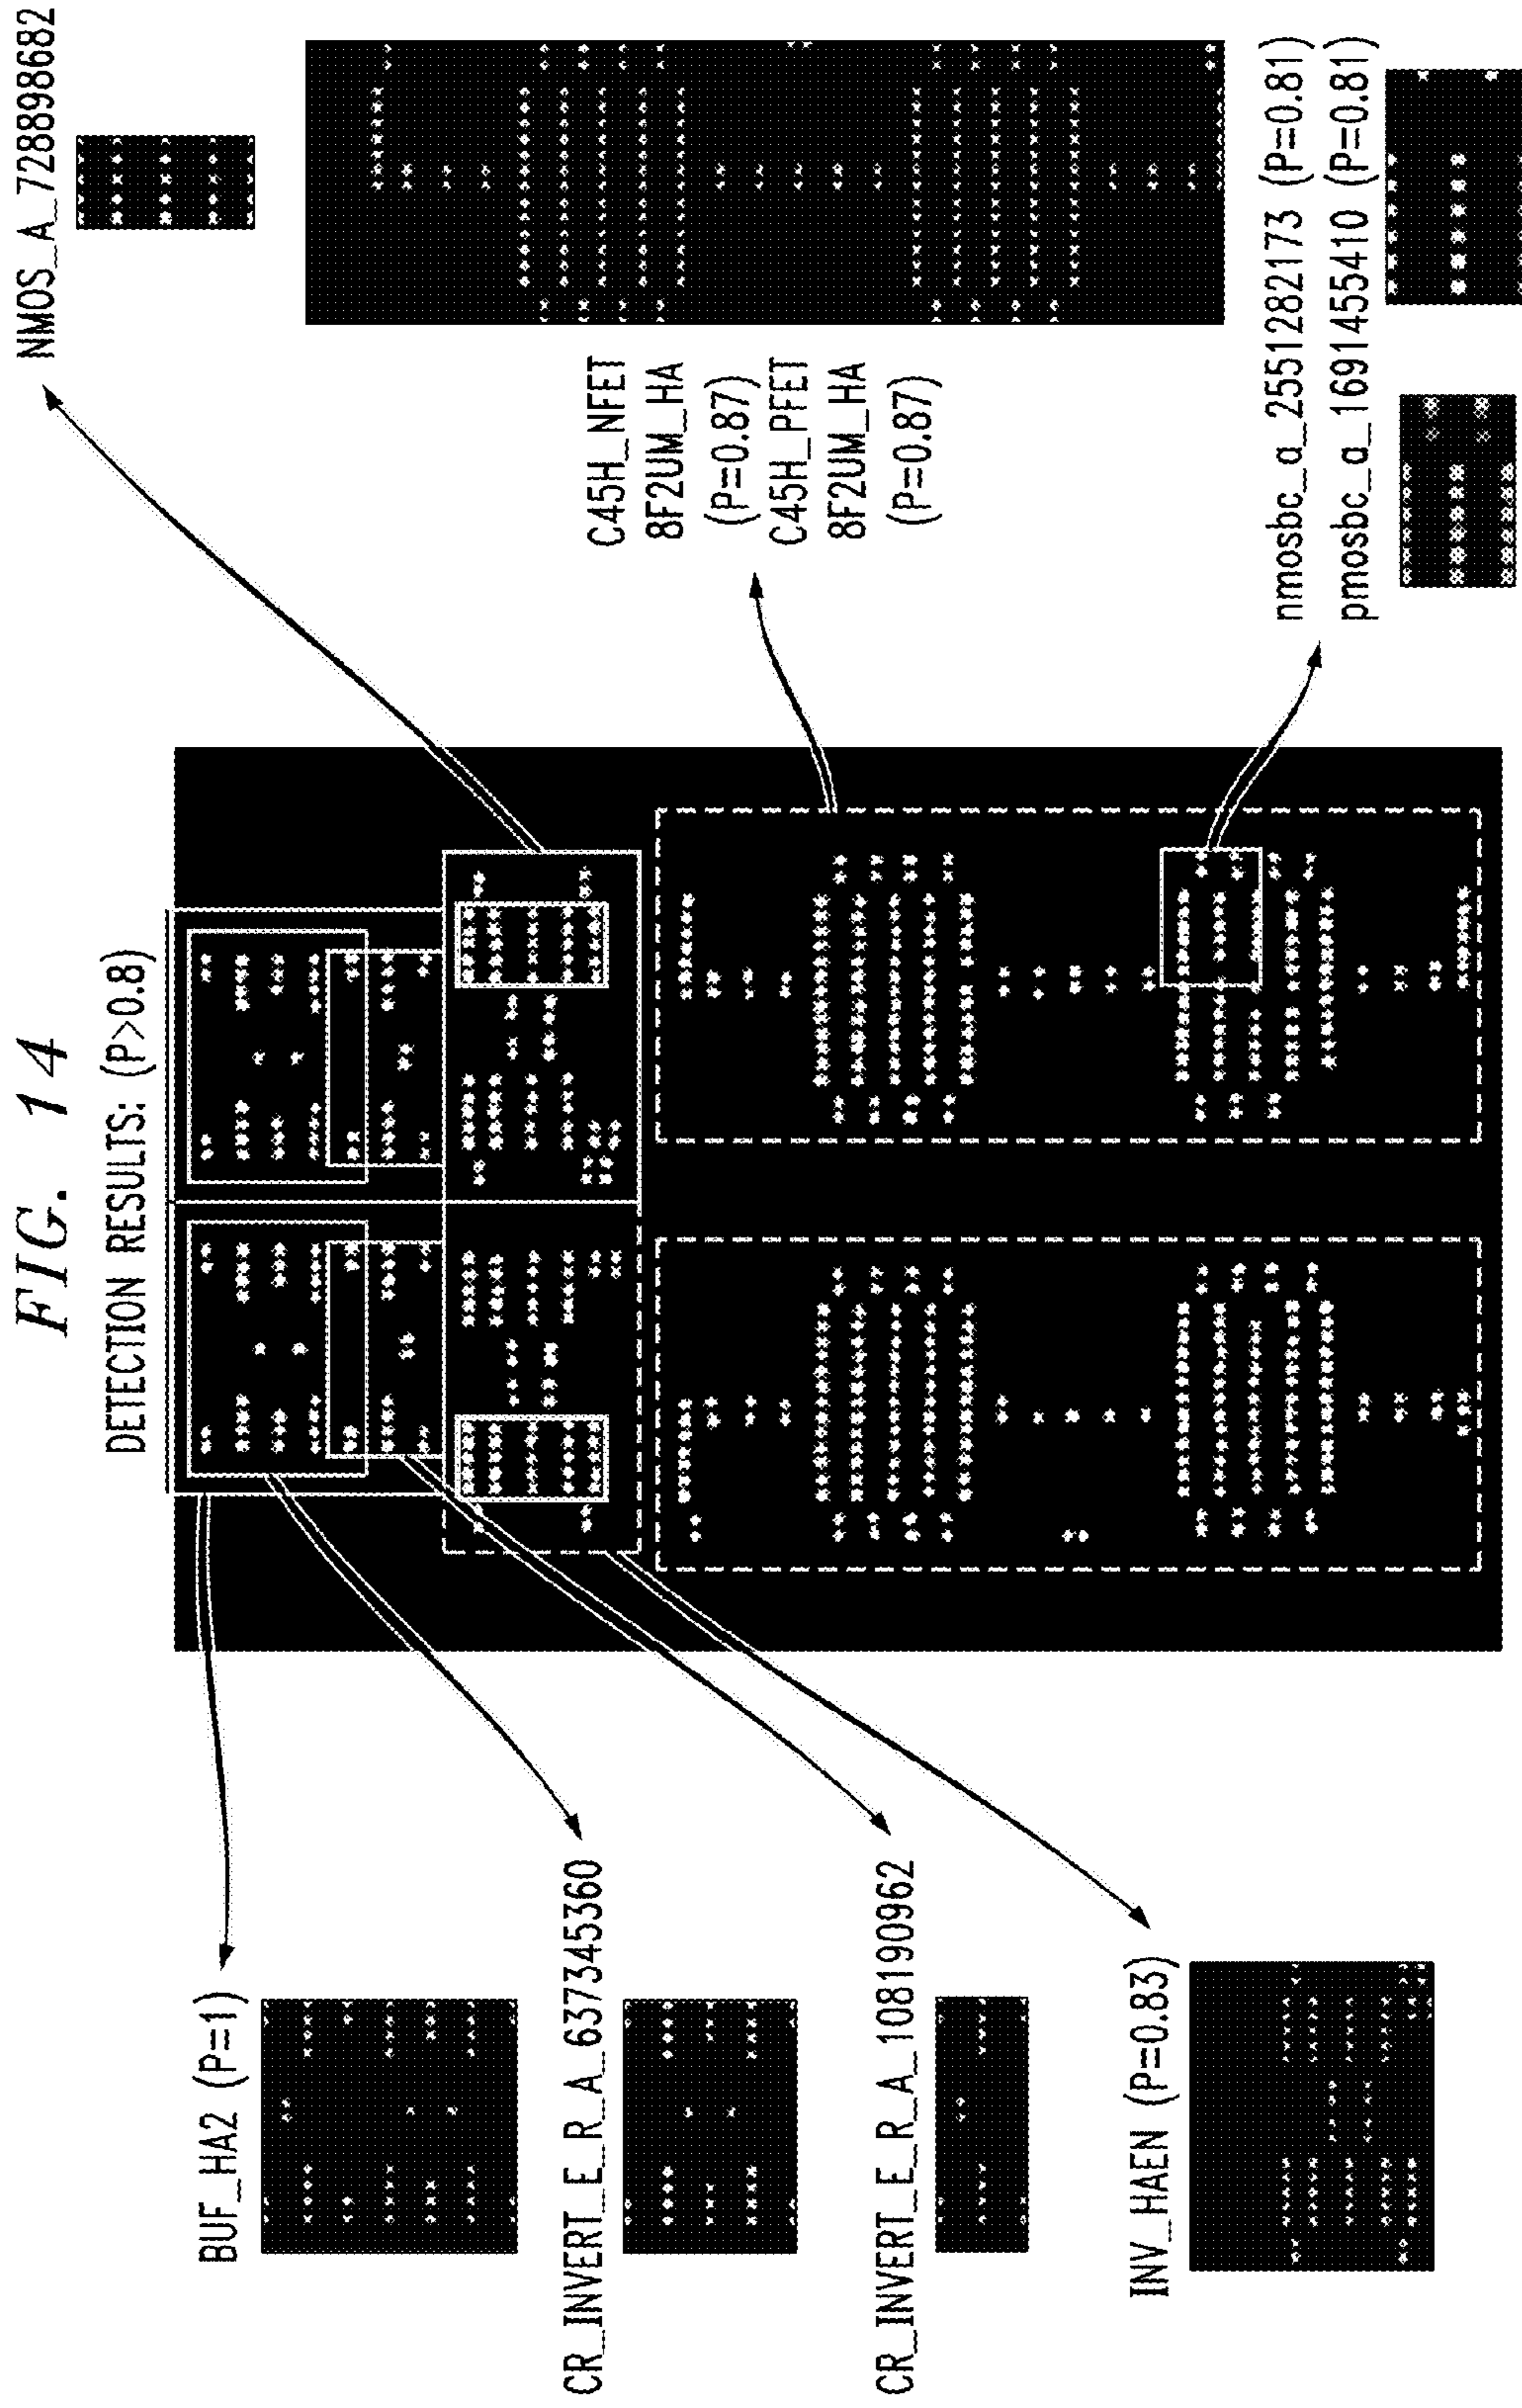 FIG. 14
DETECTION RESULTS: (P>0.8)
BUF_HA2 (P=1)
CR_INVERT_E_R_A_637345360
CR_INVERT_E_R_A_108190962
INV_HAEN (P=0.83)
NMOS_A_728898682
C45H_NFET
8F2UM_HA
(P=0.87)
C45H_PFET
8F2UM_HA
(P=0.87)
nmosbc_a_2551282173 (P=0.81)
pmosbc_a_1691455410 (P=0.81)